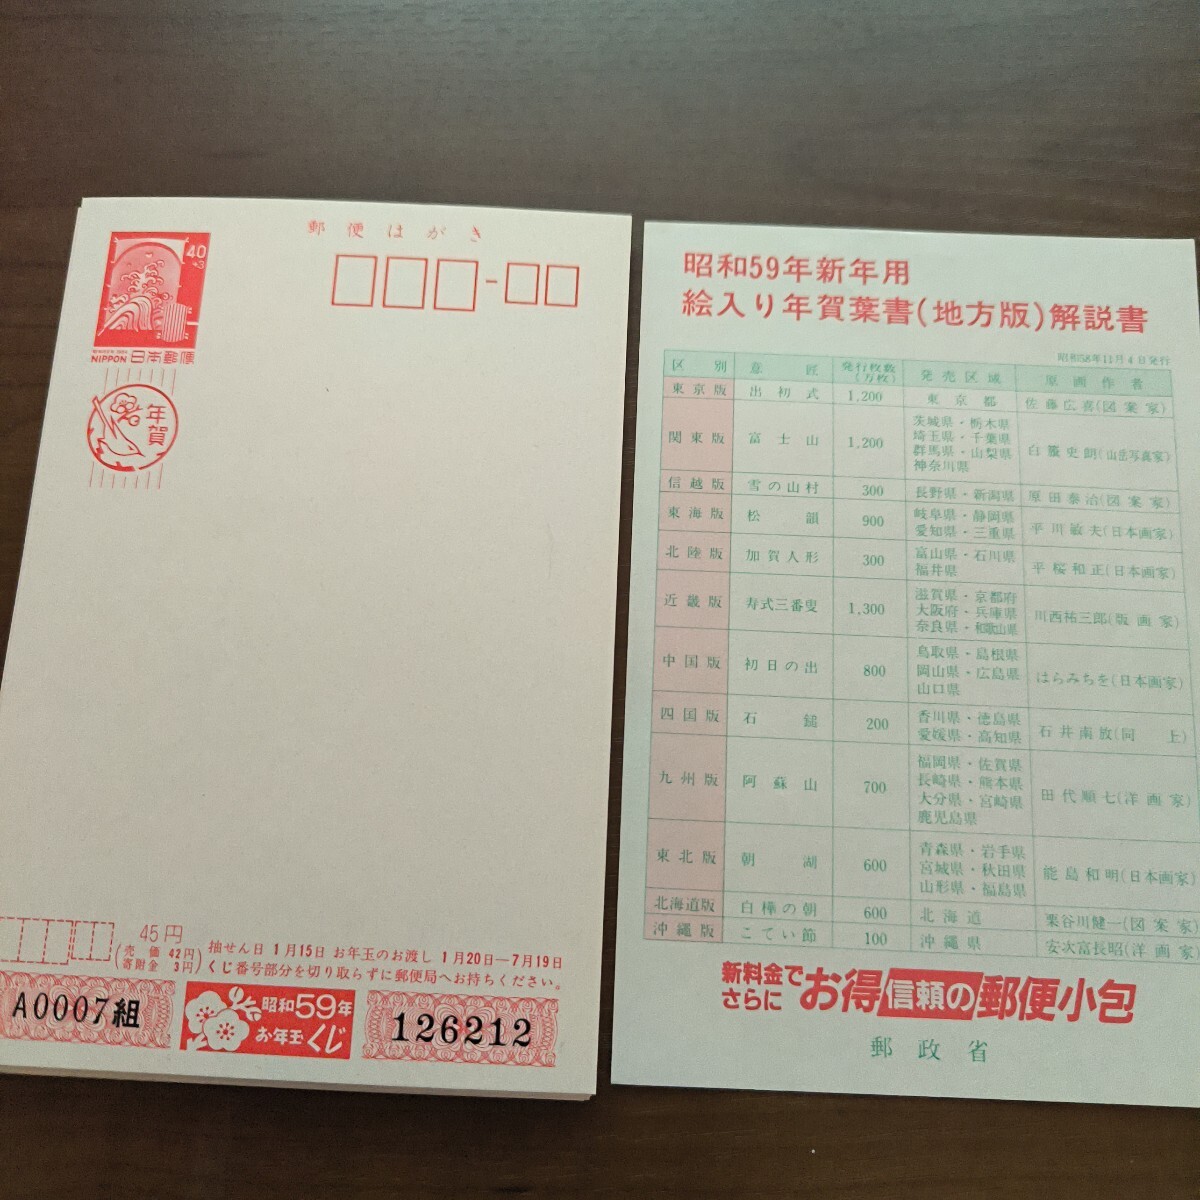 郵便はがき
40
+3
NIPPON 日本郵便
年賀
45円
(売価 42円
寄附金 3円)
抽せん日 1月15日 お年玉のお渡し 1月20日—7月19日
くじ番号部分を切り取らずに郵便局へお持ちください。
A0007組
昭和59年
お年玉くじ
126212
昭和59年新年用
絵入り年賀葉書(地方版)解説書
区別 意匠 発行枚数(万枚) 発売区域 原画作者
東京版 出初式 1,200 東京都 佐藤広喜(図案家)
関東版 富士山 1,200 茨城県・栃木県
埼玉県・千葉県
群馬県・山梨県
神奈川県 白籏史朗(山岳写真家)
信越版 雪の山村 300 長野県・新潟県 原田泰治(図案家)
東海版 松韻 900 岐阜県・静岡県
愛知県・三重県 平川敏夫(日本画家)
北陸版 加賀人形 300 富山県・石川県
福井県 平桜和正(日本画家)
近畿版 寿式三番叟 1,300 滋賀県・京都府
大阪府・兵庫県
奈良県・和歌山県 川西祐三郎(版画家)
中国版 初日の出 800 鳥取県・島根県
岡山県・広島県
山口県 はらみちを(日本画家)
四国版 石鎚 200 香川県・徳島県
愛媛県・高知県 石井南放(同上)
九州版 阿蘇山 700 福岡県・佐賀県
長崎県・熊本県
大分県・宮崎県
鹿児島県 田代順七(洋画家)
東北版 朝湖 600 青森県・岩手県
宮城県・秋田県
山形県・福島県 能島和明(日本画家)
北海道版 白樺の朝 600 北海道 栗谷川健一(図案家)
沖縄版 こてい節 100 沖縄県 安次富長昭(洋画家)
新料金で
さらに
お得 信頼の 郵便小包
郵政省